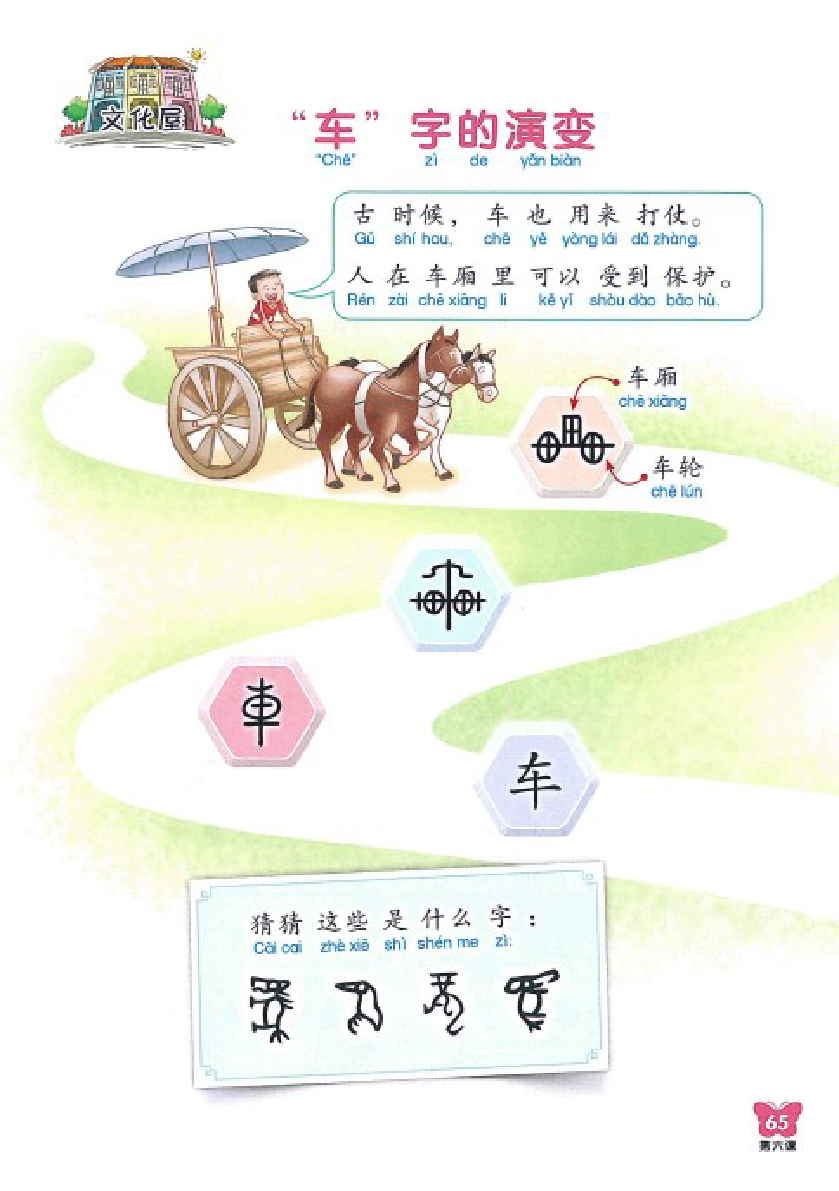 文化屋
“车” 字的演变
“Chē” zì de yǎn biàn
古时候，车也用来打仗。
Gǔ shí hou, chē yě yòng lái dǎ zhàng.
人在车厢里可以受到保护。
Rén zài chē xiāng lǐ kě yǐ shòu dào bǎo hù.
车厢
chē xiāng
车轮
chē lún
車
车
猜猜这些是什么字：
Cāi cai zhè xiē shì shén me zì:
65
第六课